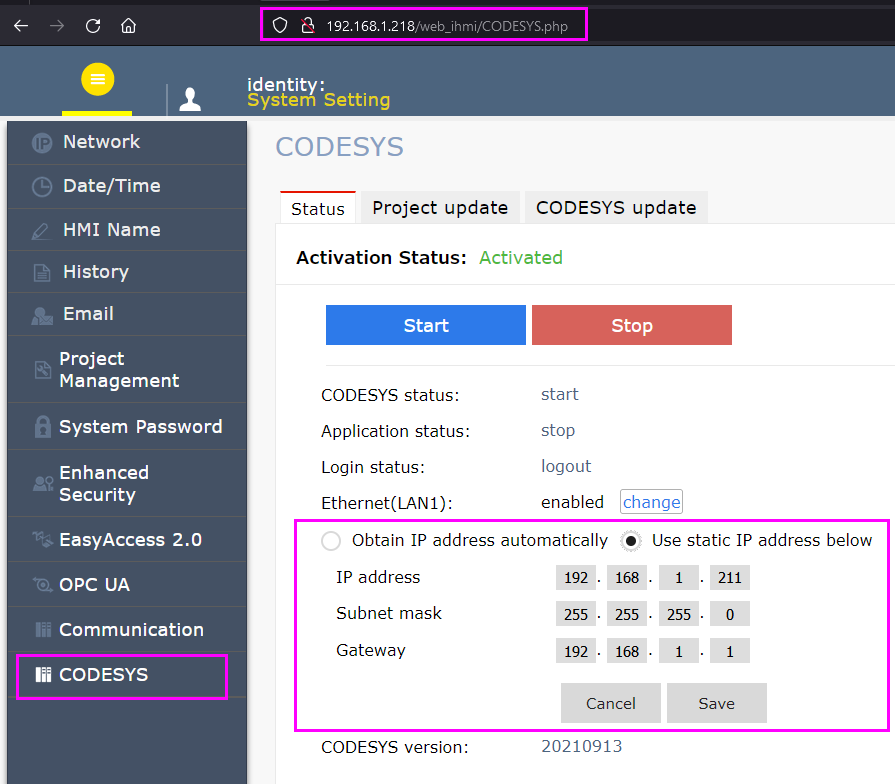 192.168.1.218/web_ihmi/CODESYS.php
identity:
System Setting
IP Network
Date/Time
HMI Name
History
Email
Project
Management
System Password
Enhanced
Security
EasyAccess 2.0
OPC UA
Communication
CODESYS
CODESYS
Status Project update CODESYS update
Activation Status: Activated
Start Stop
CODESYS status: start
Application status: stop
Login status: logout
Ethernet(LAN1): enabled change
Obtain IP address automatically Use static IP address below
IP address 192 . 168 . 1 . 211
Subnet mask 255 . 255 . 255 . 0
Gateway 192 . 168 . 1 . 1
Cancel Save
CODESYS version: 20210913